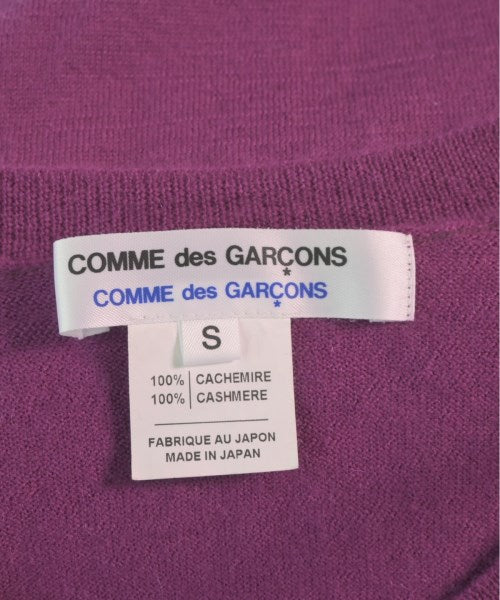 COMME des GARÇONS
COMME des GARÇONS
S
100% CACHEMIRE
100% CASHMERE
FABRIQUE AU JAPON
MADE IN JAPAN